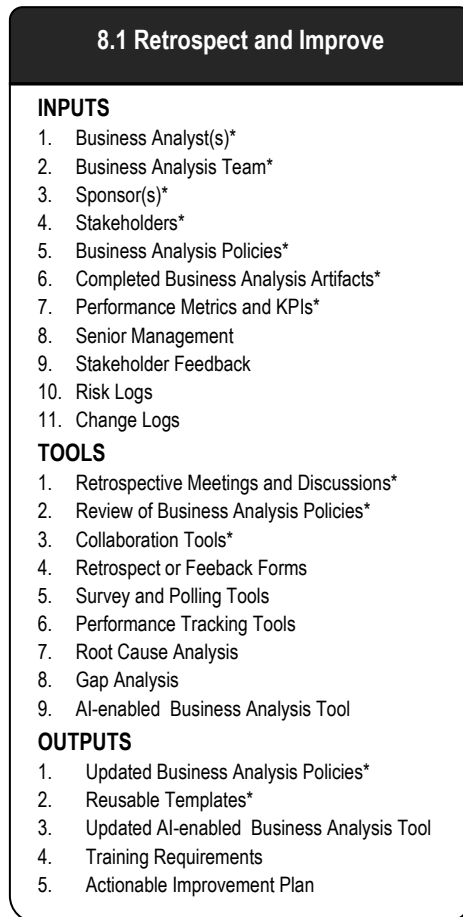 8.1 Retrospect and Improve
INPUTS
1. Business Analyst(s)*
2. Business Analysis Team*
3. Sponsor(s)*
4. Stakeholders*
5. Business Analysis Policies*
6. Completed Business Analysis Artifacts*
7. Performance Metrics and KPIs*
8. Senior Management
9. Stakeholder Feedback
10. Risk Logs
11. Change Logs
TOOLS
1. Retrospective Meetings and Discussions*
2. Review of Business Analysis Policies*
3. Collaboration Tools*
4. Retrospect or Feeback Forms
5. Survey and Polling Tools
6. Performance Tracking Tools
7. Root Cause Analysis
8. Gap Analysis
9. AI-enabled Business Analysis Tool
OUTPUTS
1. Updated Business Analysis Policies*
2. Reusable Templates*
3. Updated AI-enabled Business Analysis Tool
4. Training Requirements
5. Actionable Improvement Plan